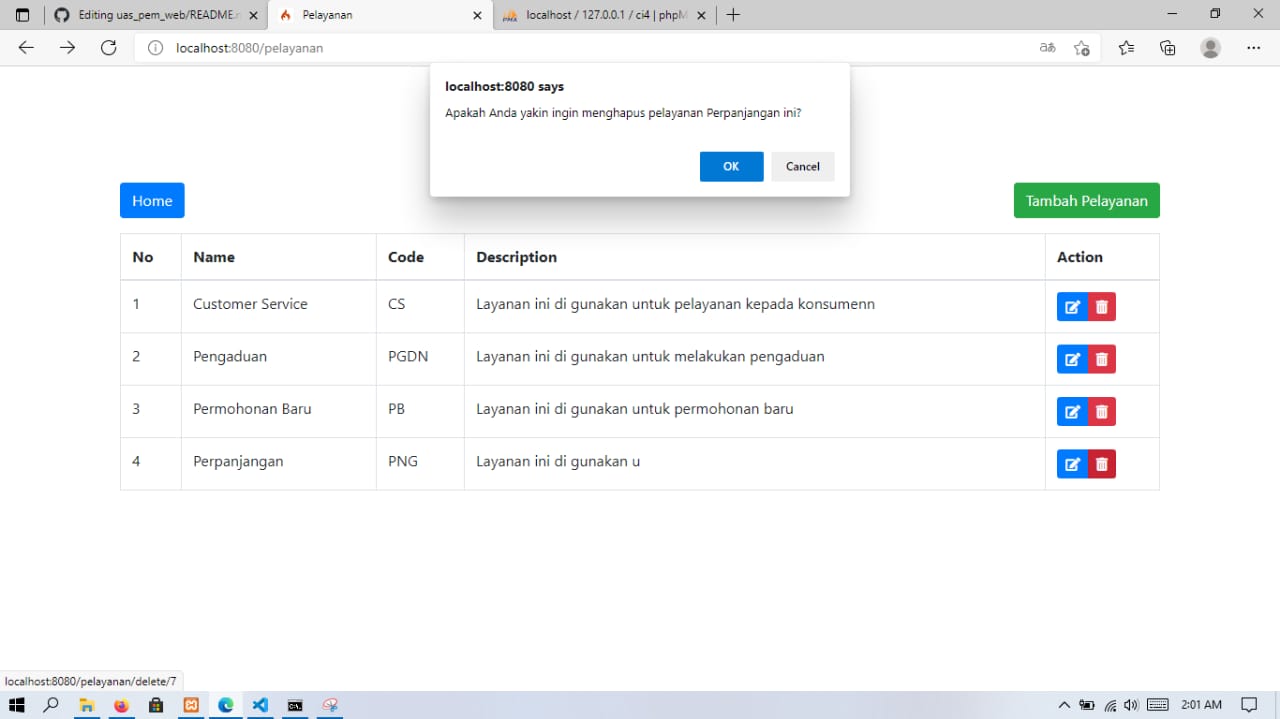 Editing uas_pem_web/README.m
Pelayanan
localhost / 127.0.0.1 / ci4 | phpM
localhost:8080/pelayanan
localhost:8080 says
Apakah Anda yakin ingin menghapus pelayanan Perpanjangan ini?
OK Cancel
Home
Tambah Pelayanan
No Name Code Description Action
1 Customer Service CS Layanan ini di gunakan untuk pelayanan kepada konsumenn
2 Pengaduan PGDN Layanan ini di gunakan untuk melakukan pengaduan
3 Permohonan Baru PB Layanan ini di gunakan untuk permohonan baru
4 Perpanjangan PNG Layanan ini di gunakan u
localhost:8080/pelayanan/delete/7
2:01 AM